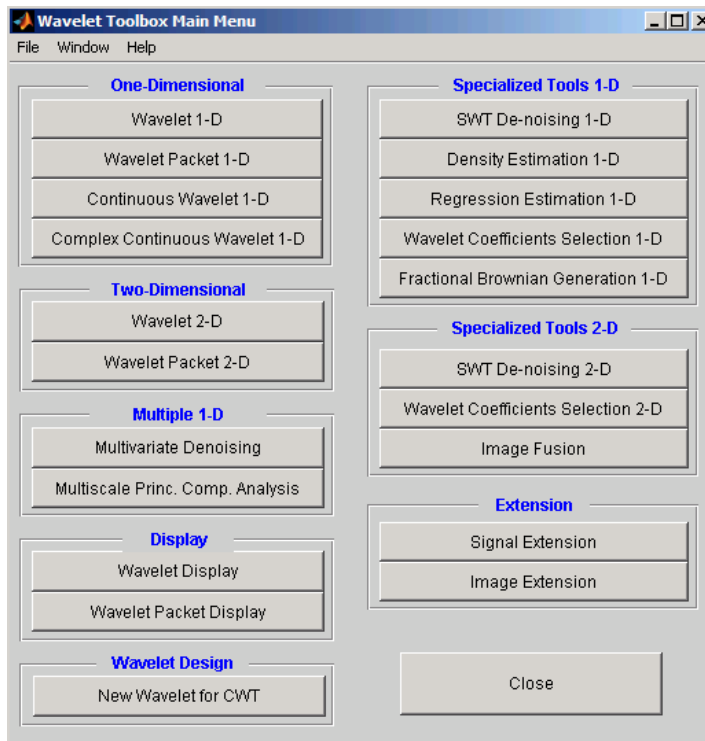 Wavelet Toolbox Main Menu
File Window Help
One-Dimensional
Wavelet 1-D
Wavelet Packet 1-D
Continuous Wavelet 1-D
Complex Continuous Wavelet 1-D
Two-Dimensional
Wavelet 2-D
Wavelet Packet 2-D
Multiple 1-D
Multivariate Denoising
Multiscale Princ. Comp. Analysis
Display
Wavelet Display
Wavelet Packet Display
Wavelet Design
New Wavelet for CWT
Specialized Tools 1-D
SWT De-noising 1-D
Density Estimation 1-D
Regression Estimation 1-D
Wavelet Coefficients Selection 1-D
Fractional Brownian Generation 1-D
Specialized Tools 2-D
SWT De-noising 2-D
Wavelet Coefficients Selection 2-D
Image Fusion
Extension
Signal Extension
Image Extension
Close